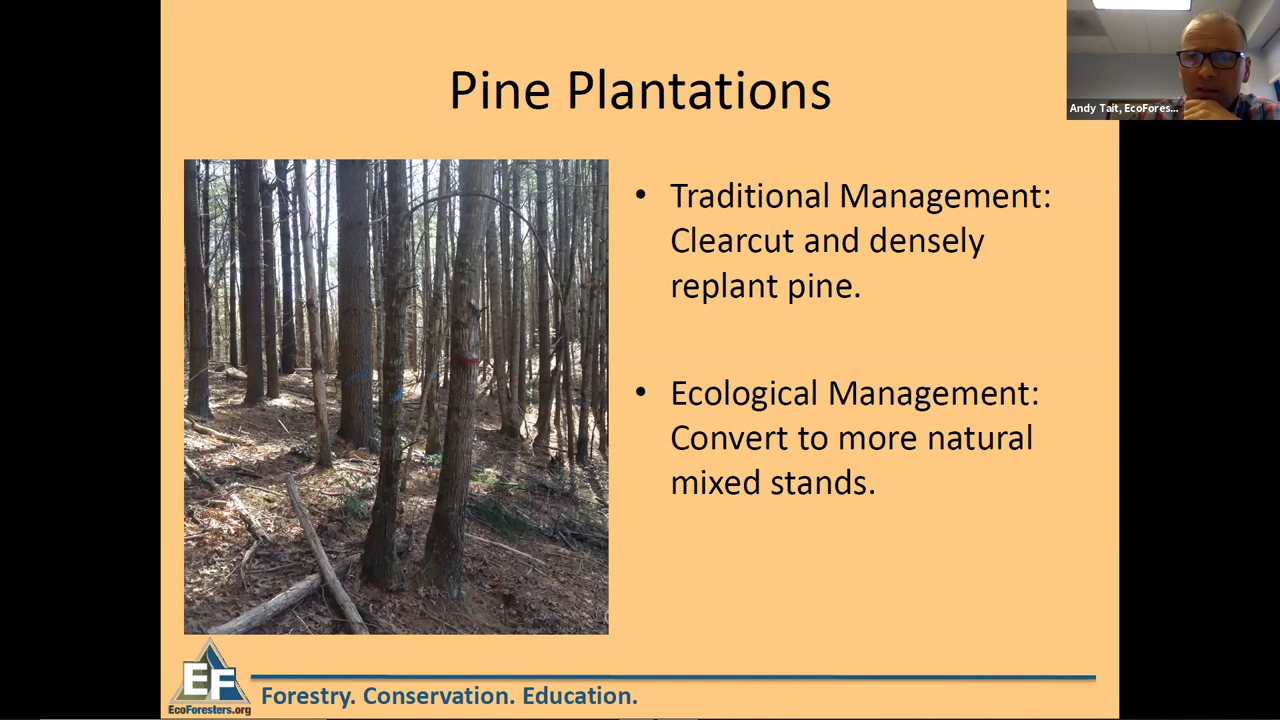 Pine Plantations
Andy Tait, EcoFores...
• Traditional Management:
Clearcut and densely
replant pine.
• Ecological Management:
Convert to more natural
mixed stands.
EF
EcoForesters.org
Forestry. Conservation. Education.